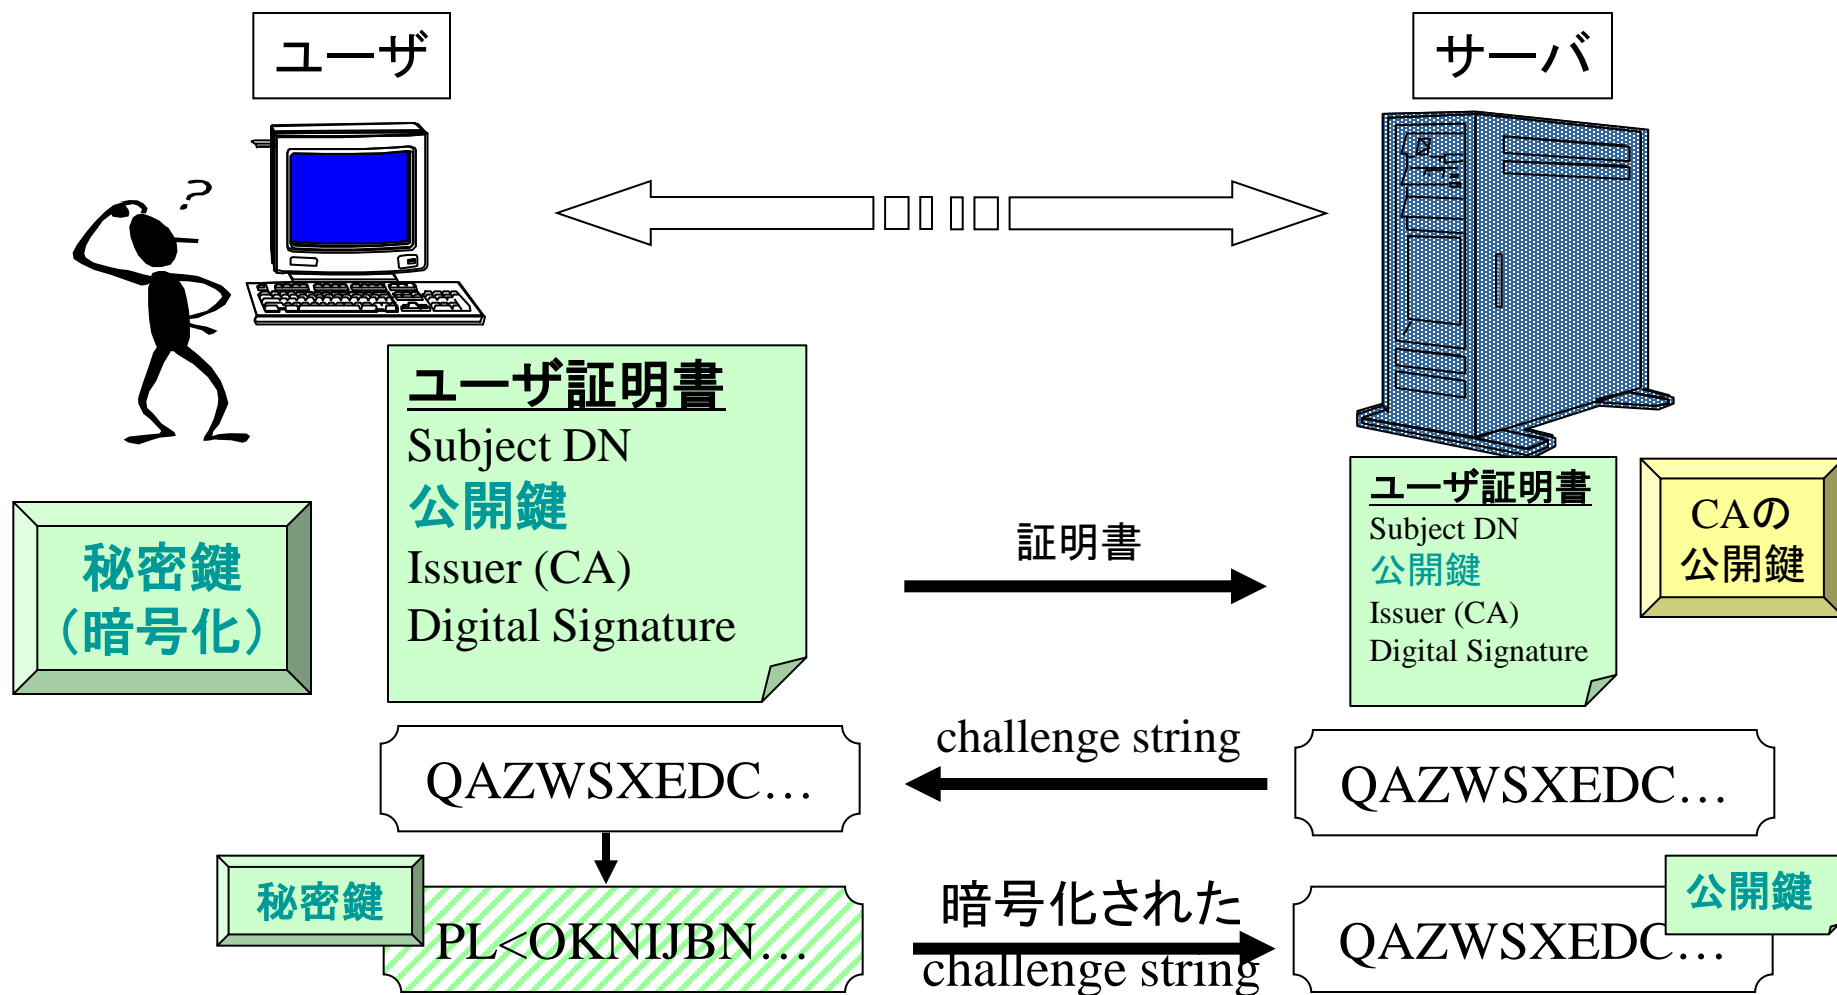 ユーザ
サーバ
?
ユーザ証明書
Subject DN
公開鍵
Issuer (CA)
Digital Signature
秘密鍵
（暗号化）
証明書
ユーザ証明書
Subject DN
公開鍵
Issuer (CA)
Digital Signature
CAの
公開鍵
QAZWSXEDC…
challenge string
QAZWSXEDC…
秘密鍵
PL<OKNIJBN…
暗号化された
challenge string
QAZWSXEDC…
公開鍵